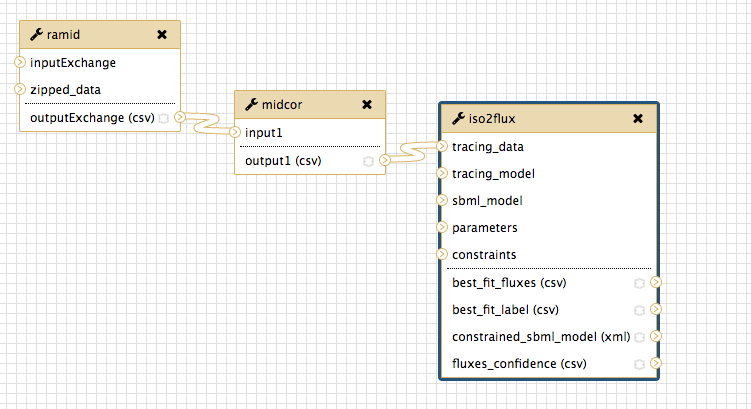 ramid
inputExchange
zipped_data
outputExchange (csv)
midcor
input1
output1 (csv)
iso2flux
tracing_data
tracing_model
sbml_model
parameters
constraints
best_fit_fluxes (csv)
best_fit_label (csv)
constrained_sbml_model (xml)
fluxes_confidence (csv)